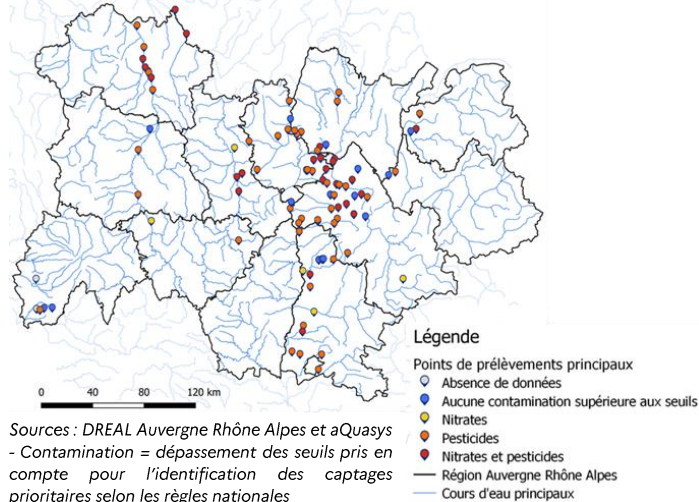 0 40 80 120 km
Sources : DREAL Auvergne Rhône Alpes et aQuasys
- Contamination = dépassement des seuils pris en
compte pour l'identification des captages
prioritaires selon les règles nationales
Légende
Points de prélèvements principaux
Absence de données
Aucune contamination supérieure aux seuils
Nitrates
Pesticides
Nitrates et pesticides
Région Auvergne Rhône Alpes
Cours d'eau principaux